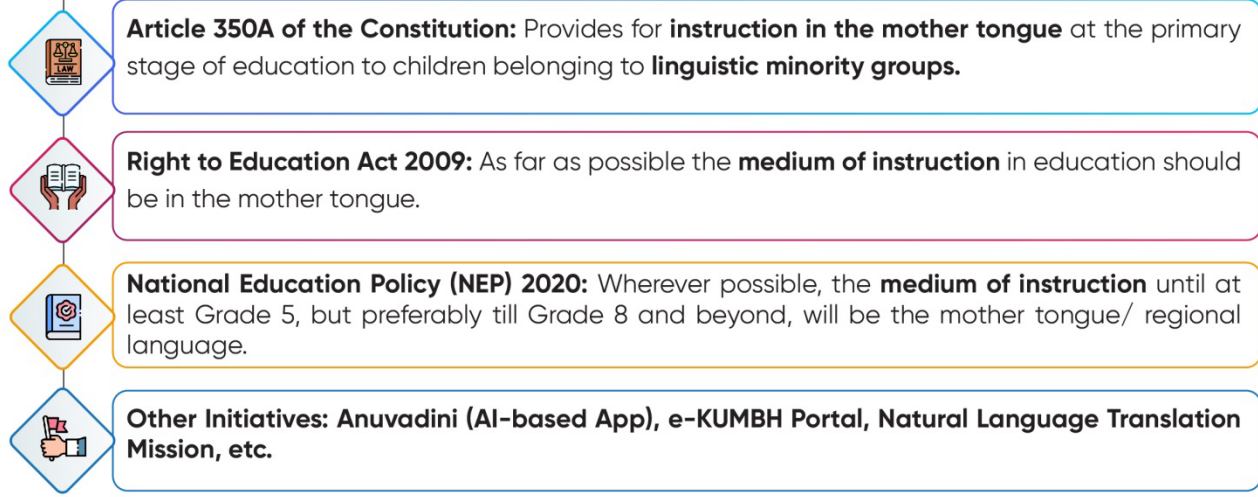 Article 350A of the Constitution: Provides for instruction in the mother tongue at the primary
stage of education to children belonging to linguistic minority groups.
LAW
Right to Education Act 2009: As far as possible the medium of instruction in education should
be in the mother tongue.
National Education Policy (NEP) 2020: Wherever possible, the medium of instruction until at
least Grade 5, but preferably till Grade 8 and beyond, will be the mother tongue/ regional
language.
Other Initiatives: Anuvadini (AI-based App), e-KUMBH Portal, Natural Language Translation
Mission, etc.